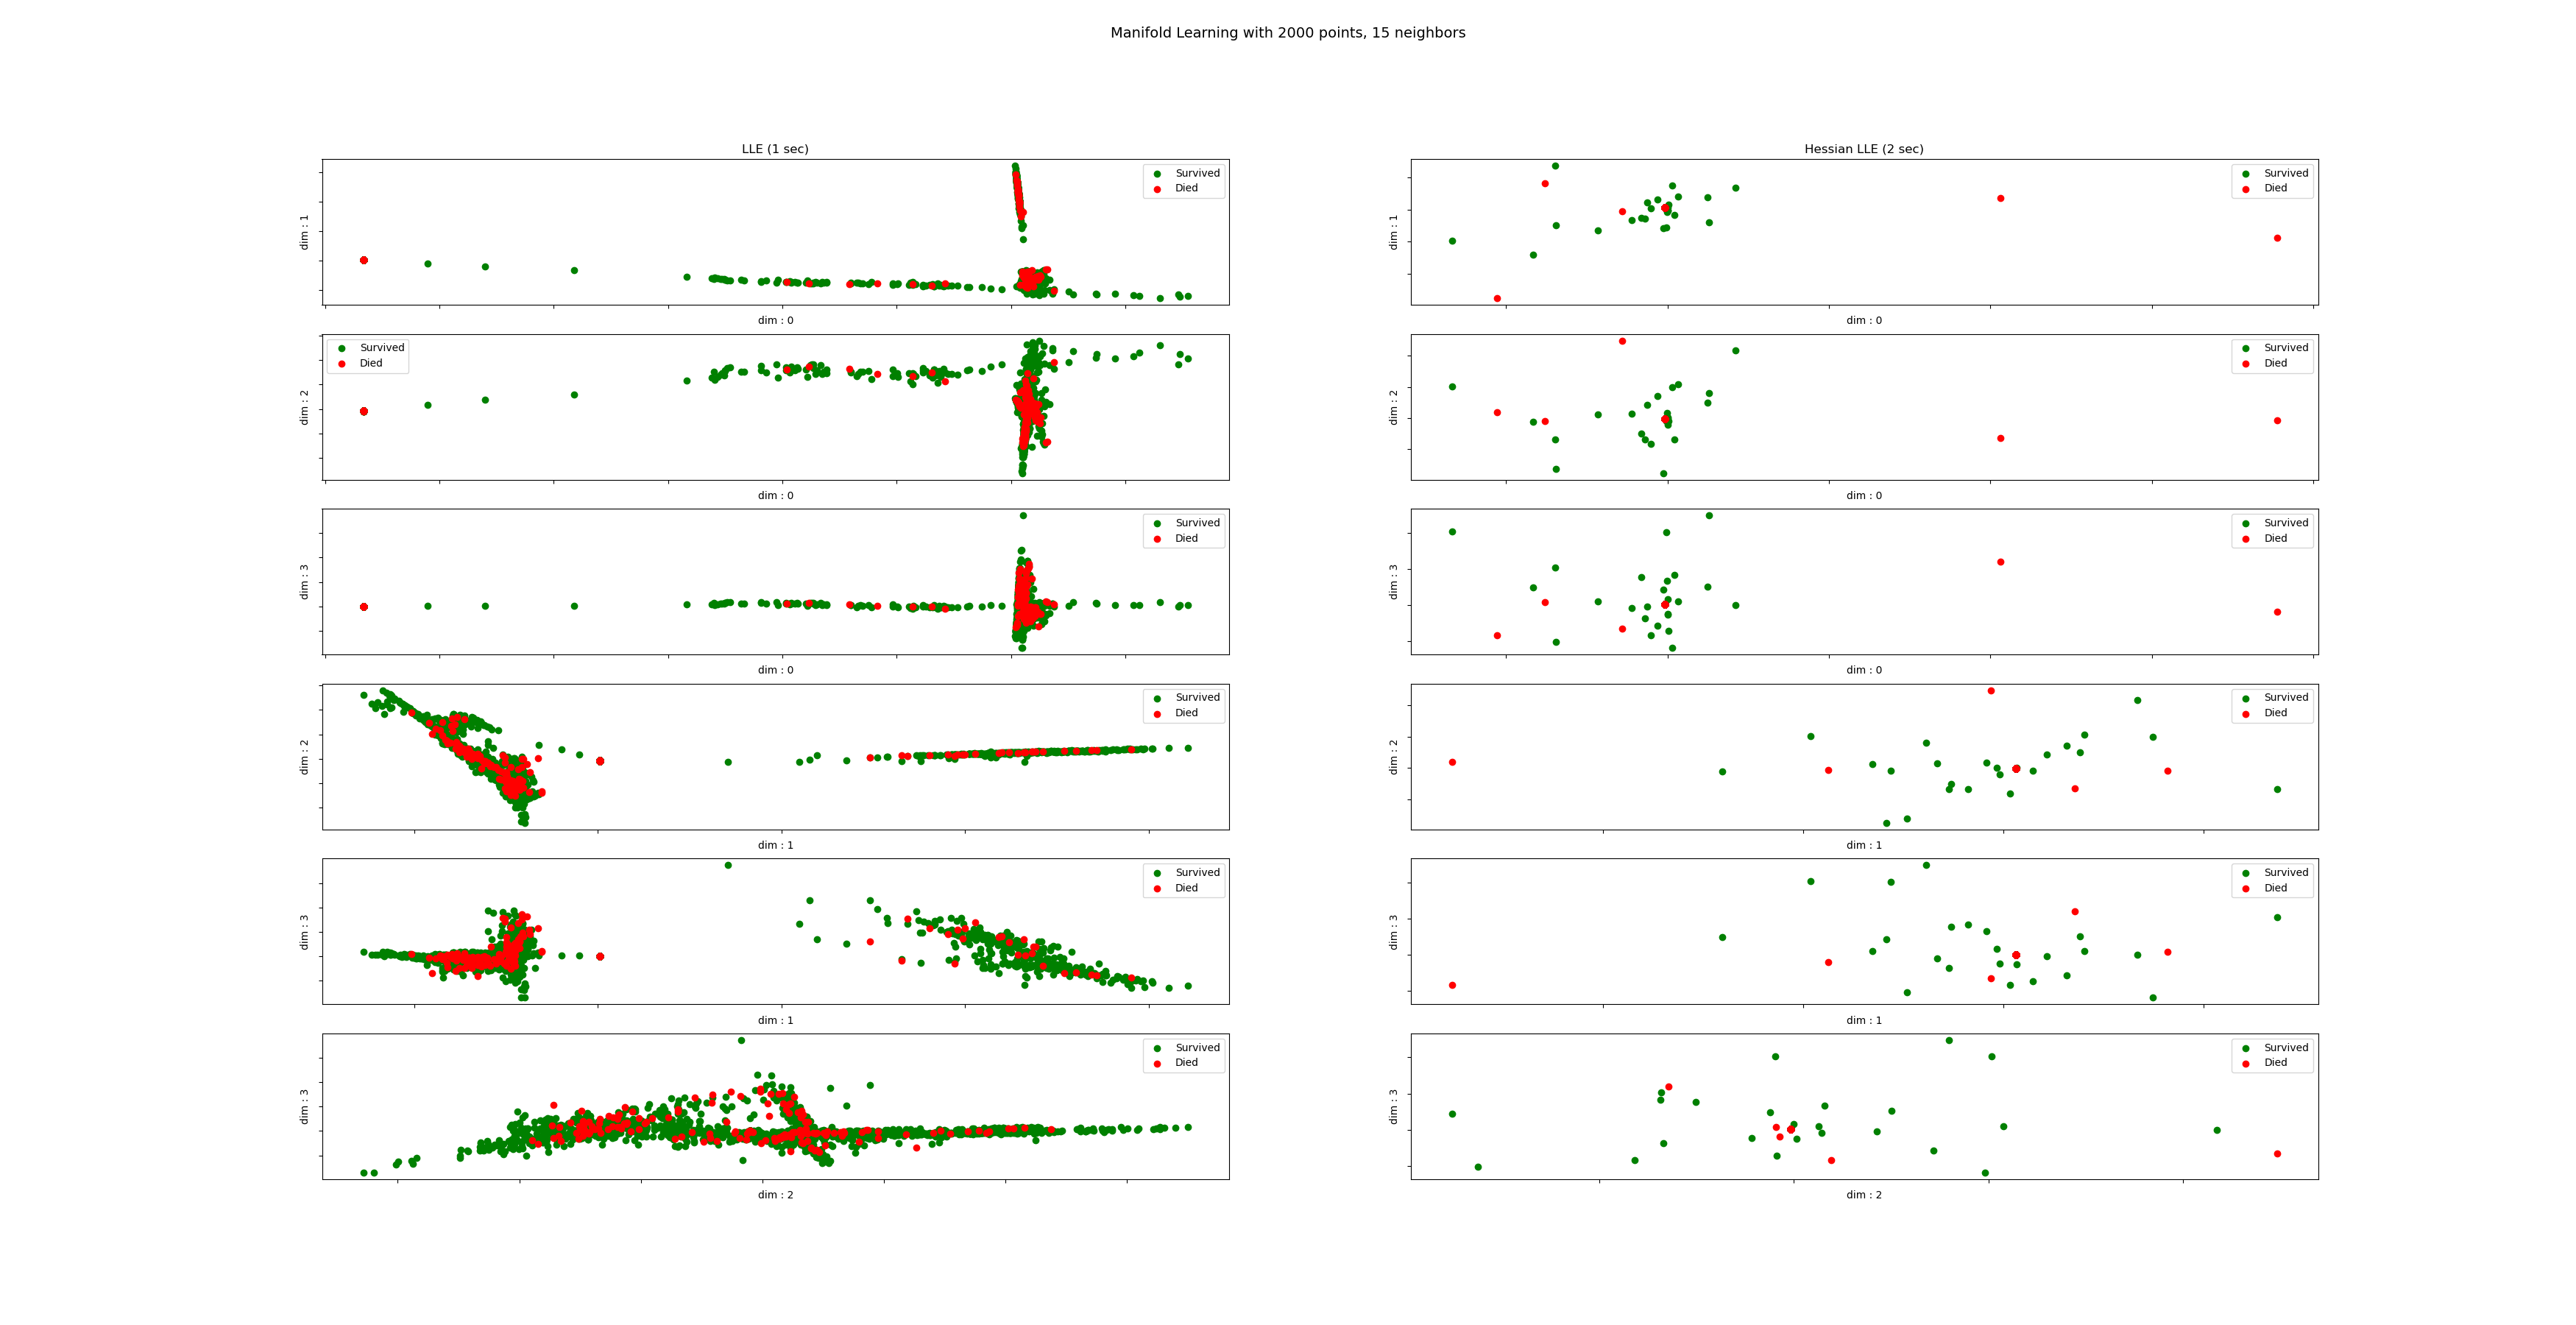 Manifold Learning with 2000 points, 15 neighbors
LLE (1 sec)
Survived
Died
dim : 1
dim : 0
Survived
Died
dim : 2
dim : 0
Survived
Died
dim : 3
dim : 0
Survived
Died
dim : 2
dim : 1
Survived
Died
dim : 3
dim : 1
Survived
Died
dim : 3
dim : 2
Hessian LLE (2 sec)
Survived
Died
dim : 1
dim : 0
Survived
Died
dim : 2
dim : 0
Survived
Died
dim : 3
dim : 0
Survived
Died
dim : 2
dim : 1
Survived
Died
dim : 3
dim : 1
Survived
Died
dim : 3
dim : 2